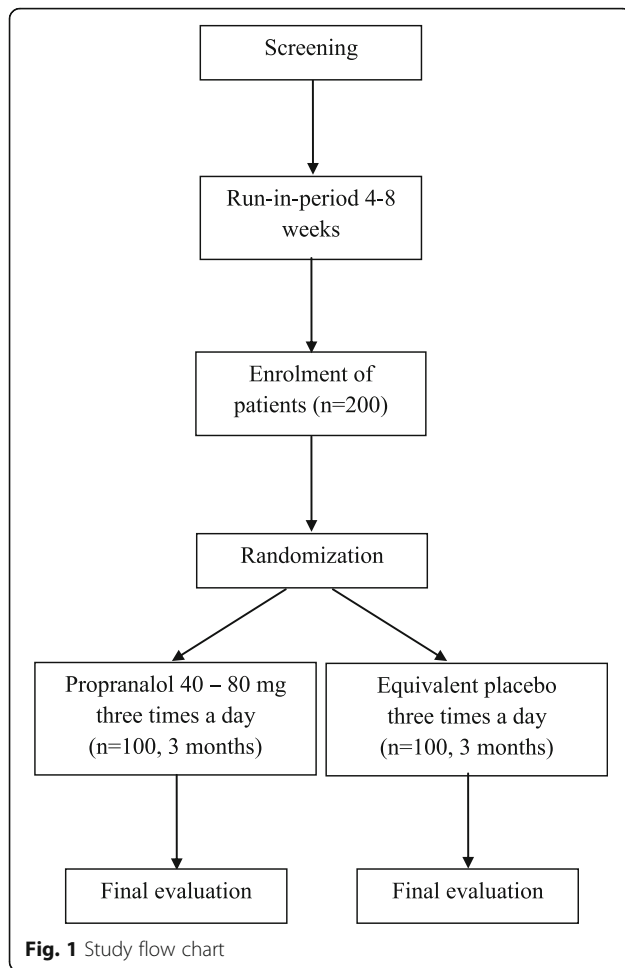 Screening
Run-in-period 4-8
weeks
Enrolment of
patients (n=200)
Randomization
Propranalol 40 – 80 mg
three times a day
(n=100, 3 months)
Equivalent placebo
three times a day
(n=100, 3 months)
Final evaluation
Final evaluation
Fig. 1 Study flow chart